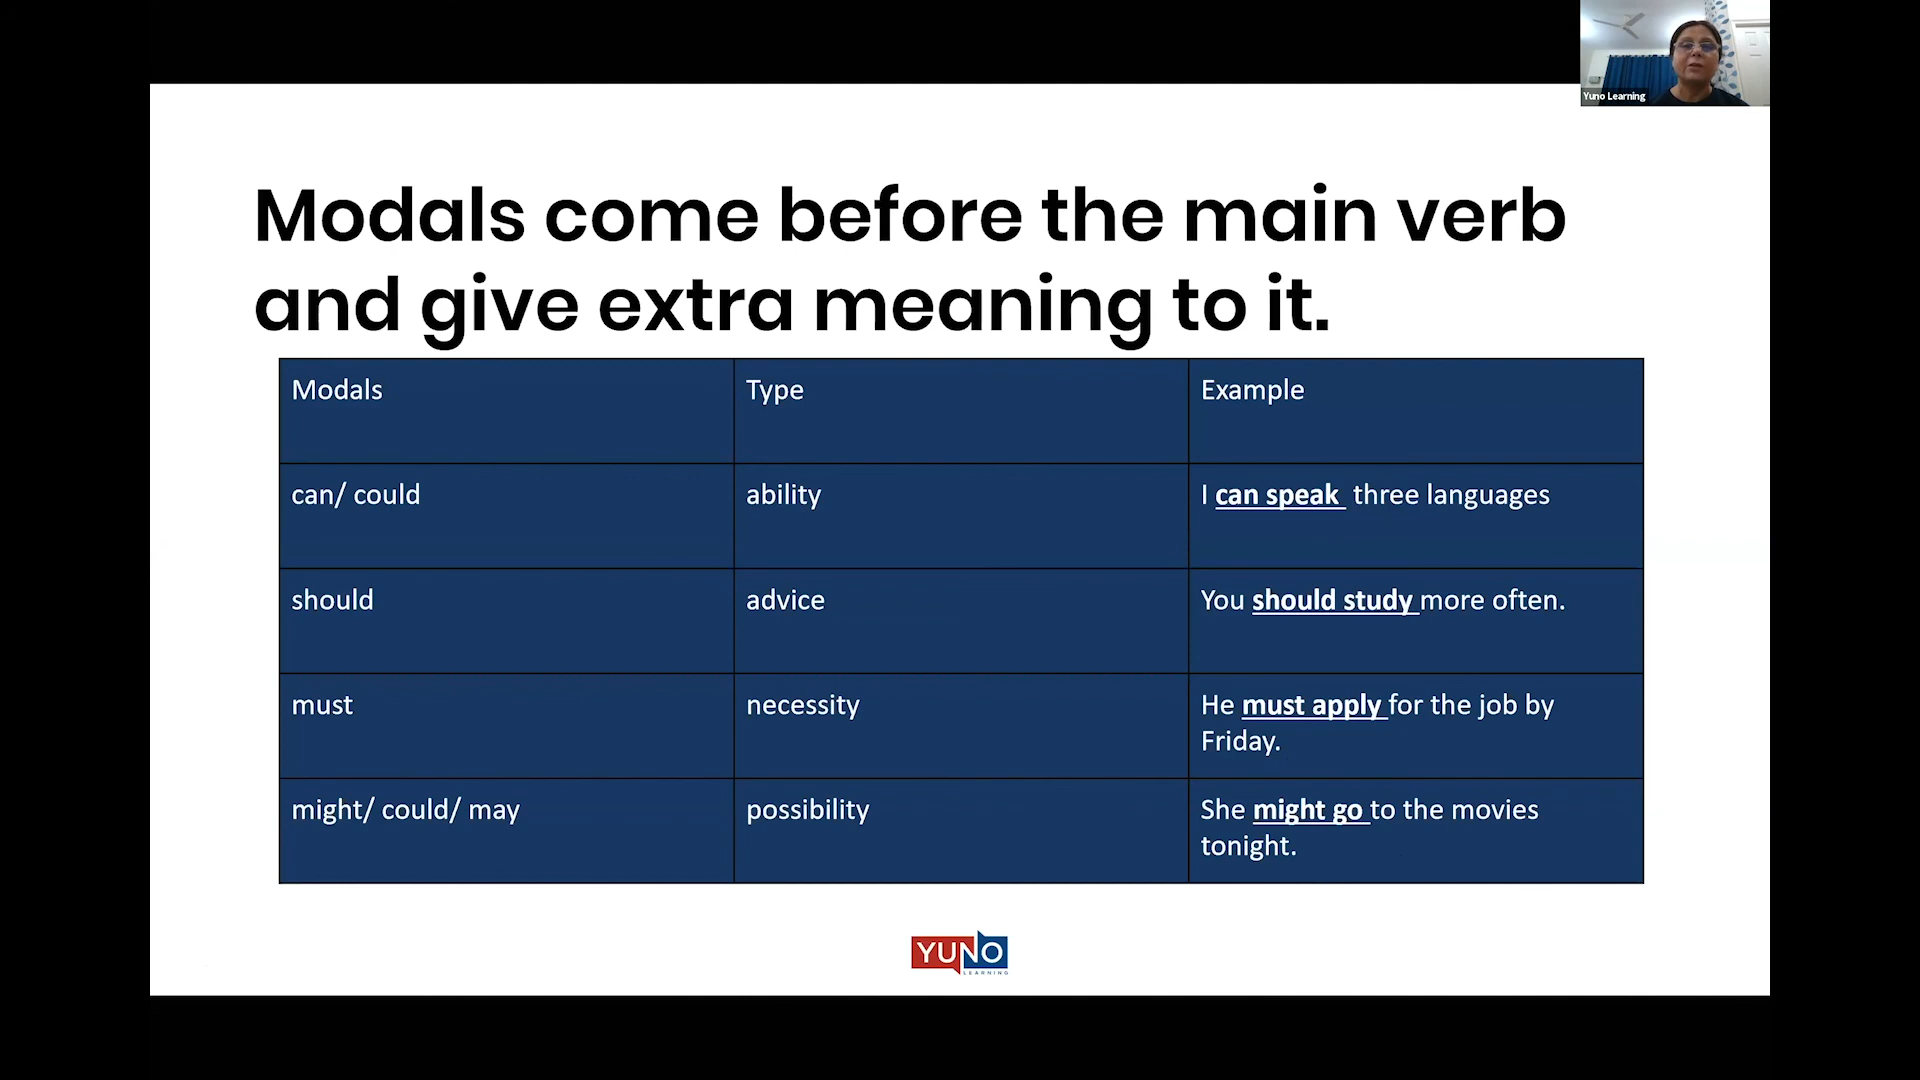 Yuno Learning
Modals come before the main verb
and give extra meaning to it.
Modals Type Example
can/ could ability I can speak three languages
should advice You should study more often.
must necessity He must apply for the job by
Friday.
might/ could/ may possibility She might go to the movies
tonight.
YUNO
LEARNING